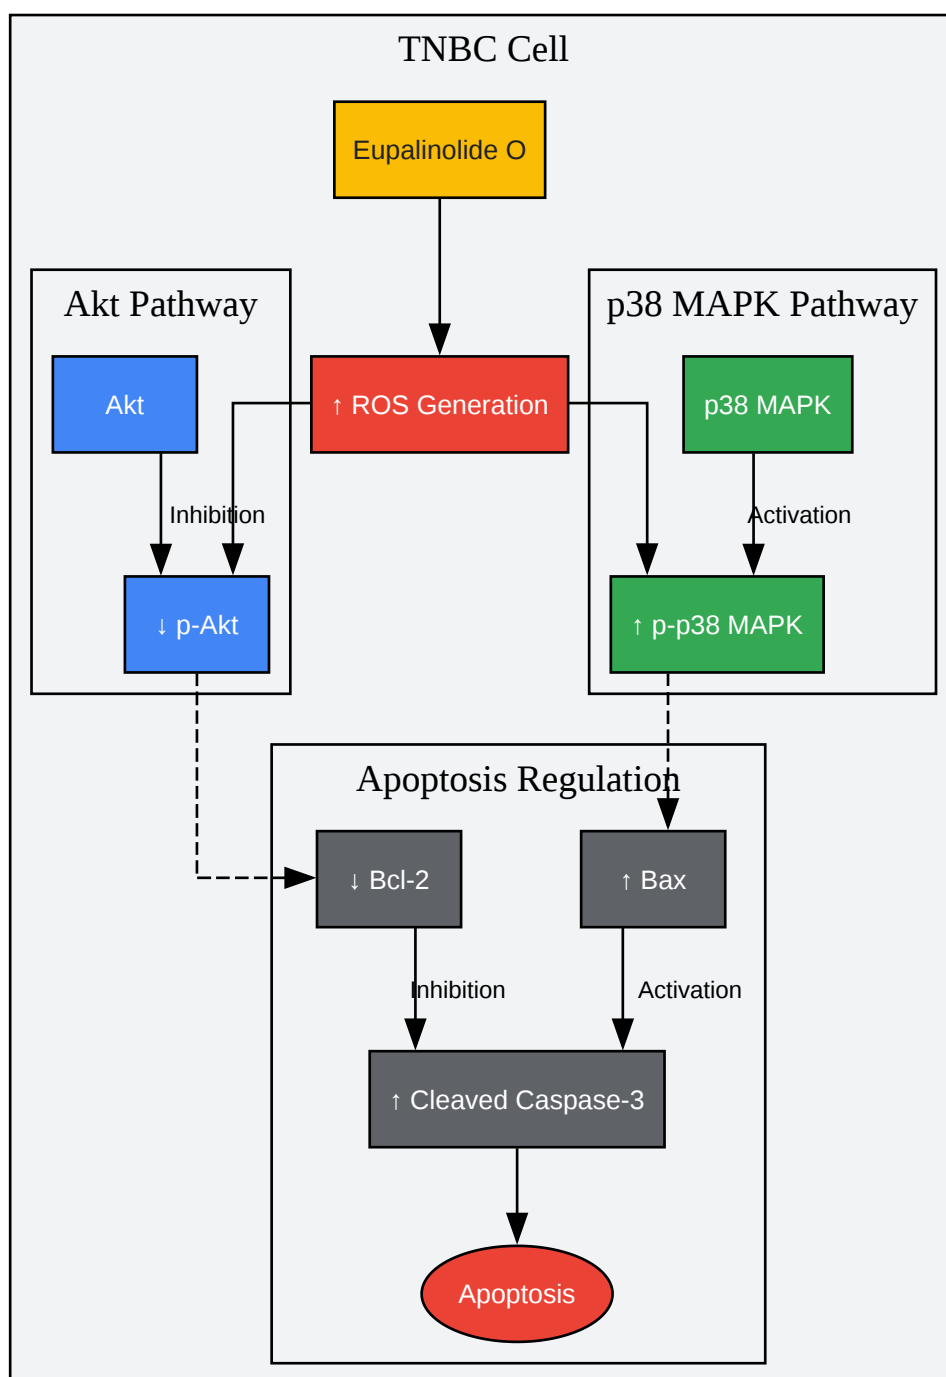 TNBC Cell
Eupalinolide O
Akt Pathway
p38 MAPK Pathway
Akt
↑ ROS Generation
p38 MAPK
Inhibition
Activation
↓ p-Akt
↑ p-p38 MAPK
Apoptosis Regulation
↓ Bcl-2
↑ Bax
Inhibition
Activation
↑ Cleaved Caspase-3
Apoptosis